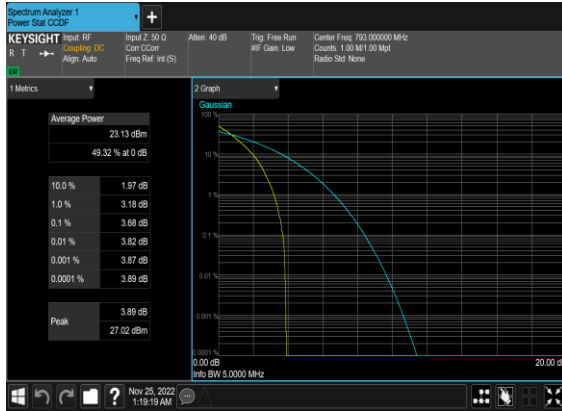 Spectrum Analyzer 1
Power Stat CCDF
+
KEYSIGHT
R T
LU
Input: RF
Coupling: DC
Align: Auto
Input Z: 50 Ω
Corr CCorr
Freq Ref: Int (S)
Atten: 40 dB
Trig: Free Run
#IF Gain: Low
Center Freq: 793.000000 MHz
Counts: 1.00 M/1.00 Mpt
Radio Std: None
1 Metrics
Average Power
23.13 dBm
49.32 % at 0 dB
10.0 % 1.97 dB
1.0 % 3.18 dB
0.1 % 3.68 dB
0.01 % 3.82 dB
0.001 % 3.87 dB
0.0001 % 3.89 dB
Peak
3.89 dB
27.02 dBm
2 Graph
Gaussian
100 %
10 %
1 %
0.1 %
0.01 %
0.001 %
0.0001 %
0.00 dB
20.00 d
Info BW 5.0000 MHz
?
Nov 25, 2022
1:19:19 AM